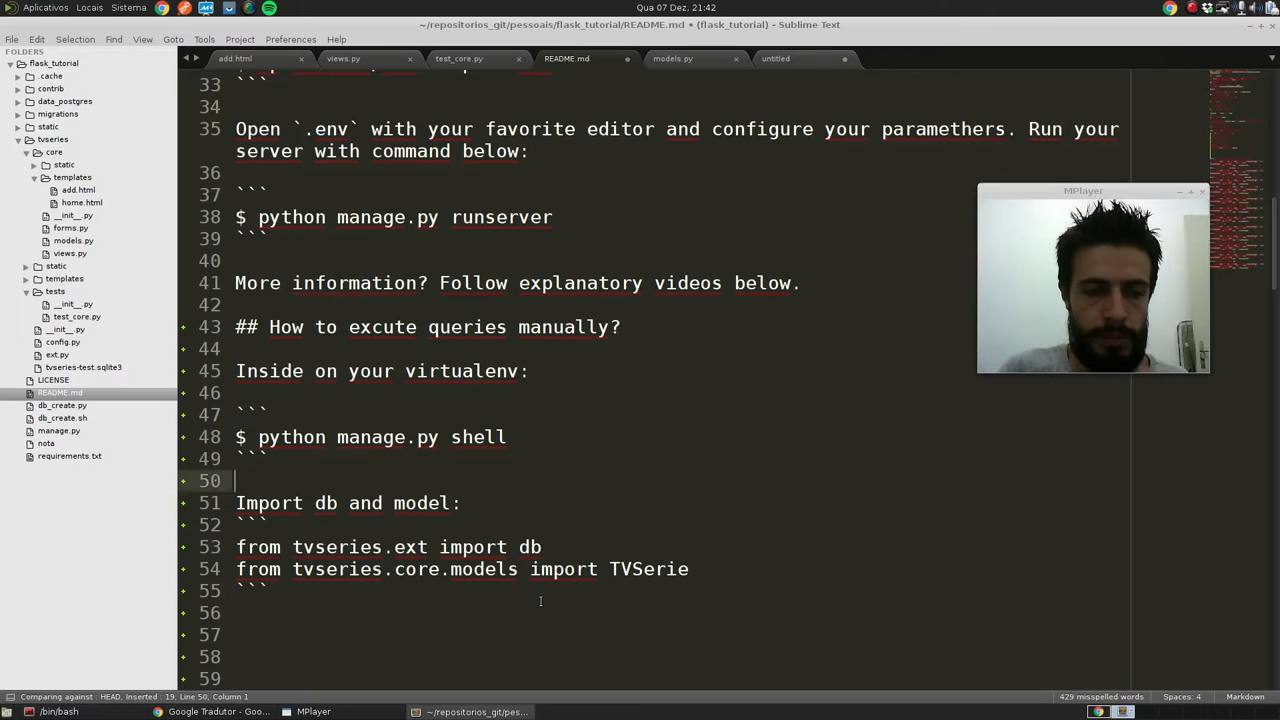 Aplicativos Locais Sistema Qua 07 Dez, 21:42
~/repositorios_git/pessoais/flask_tutorial/README.md • (flask_tutorial) - Sublime Text
File Edit Selection Find View Goto Tools Project Preferences Help
add.html views.py test_core.py README.md models.py untitled
FOLDERS
flask_tutorial
.cache
contrib
data_postgres
migrations
static
tvseries
core
static
templates
add.html
home.html
__init__.py
forms.py
models.py
views.py
static
templates
tests
__init__.py
test_core.py
__init__.py
config.py
ext.py
tvseries-test.sqlite3
LICENSE
README.md
db_create.py
db_create.sh
manage.py
nota
requirements.txt
33 ```
34
35 Open `.env` with your favorite editor and configure your paramethers. Run your
server with command below:
36
37 ```
38 $ python manage.py runserver
39 ```
40
41 More information? Follow explanatory videos below.
42
43 ## How to excute queries manually?
44
45 Inside on your virtualenv:
46
47 ```
48 $ python manage.py shell
49 ```
50
51 Import db and model:
52 ```
53 from tvseries.ext import db
54 from tvseries.core.models import TVSerie
55 ```
56
57
58
59
MPlayer
Comparing against : HEAD, Inserted : 19, Line 50, Column 1 429 misspelled words Spaces: 4 Markdown
/bin/bash Google Tradutor - Go... MPlayer ~/repositorios_git/pes...